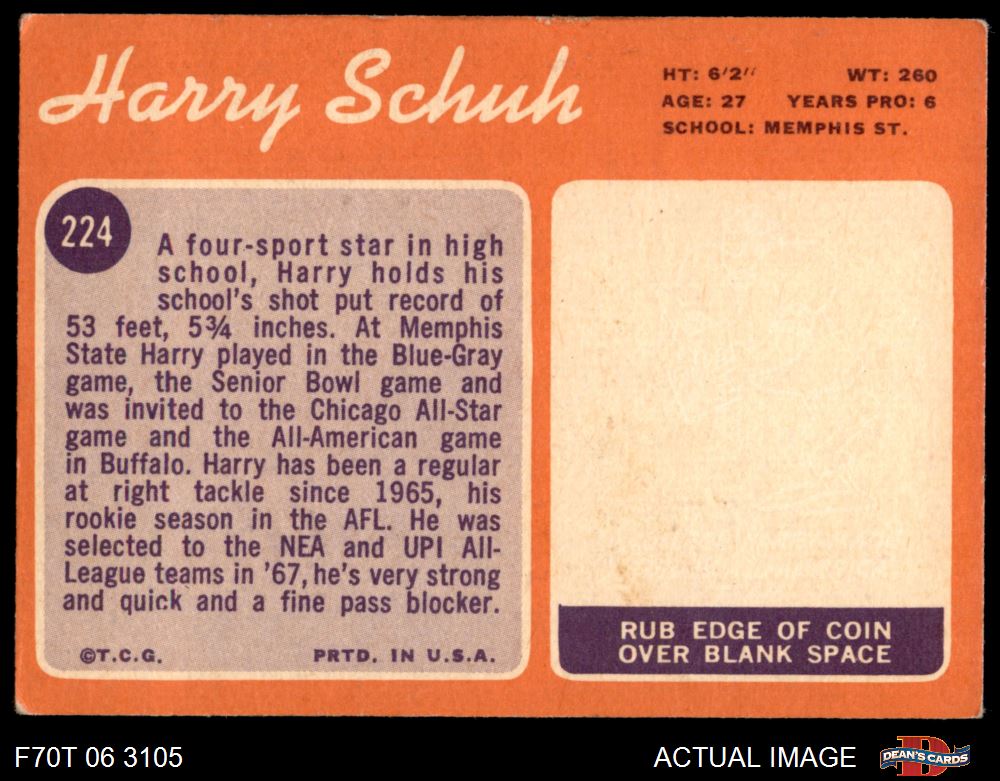 Harry Schuh
HT: 6'2" WT: 260
AGE: 27 YEARS PRO: 6
SCHOOL: MEMPHIS ST.
224
A four-sport star in high
school, Harry holds his
school's shot put record of
53 feet, 5¾ inches. At Memphis
State Harry played in the Blue-Gray
game, the Senior Bowl game and
was invited to the Chicago All-Star
game and the All-American game
in Buffalo. Harry has been a regular
at right tackle since 1965, his
rookie season in the AFL. He was
selected to the NEA and UPI All-
League teams in '67, he's very strong
and quick and a fine pass blocker.
©T.C.G. PRTD. IN U.S.A.
RUB EDGE OF COIN
OVER BLANK SPACE
F70T 06 3105
ACTUAL IMAGE
D
DEAN'S CARDS